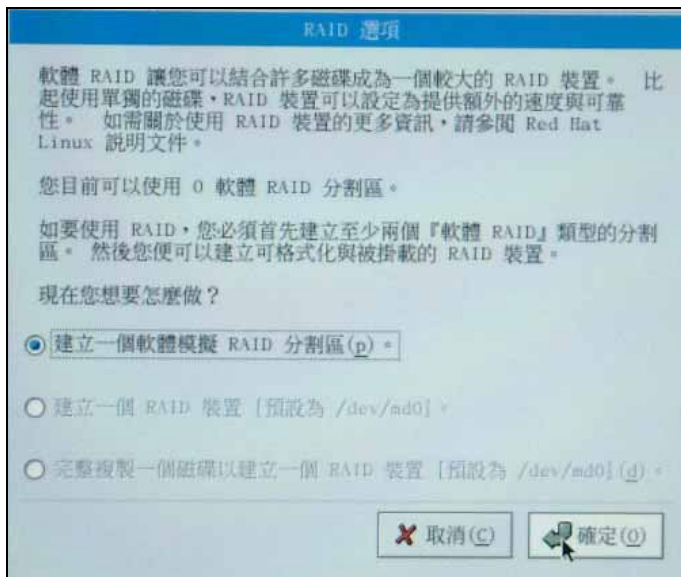 RAID 選項
軟體 RAID 讓您可以結合許多磁碟成為一個較大的 RAID 裝置。 比
起使用單獨的磁碟，RAID 裝置可以設定為提供額外的速度與可靠
性。 如需關於使用 RAID 裝置的更多資訊，請參閱 Red Hat
Linux 說明文件。
您目前可以使用 0 軟體 RAID 分割區。
如要使用 RAID，您必須首先建立至少兩個『軟體 RAID』類型的分割
區。 然後您便可以建立可格式化與被掛載的 RAID 裝置。
現在您想要怎麼做？
建立一個軟體模擬 RAID 分割區(p)。
建立一個 RAID 裝置 [預設為 /dev/md0]。
完整複製一個磁碟以建立一個 RAID 裝置 [預設為 /dev/md0](d)。
取消(C) 確定(O)